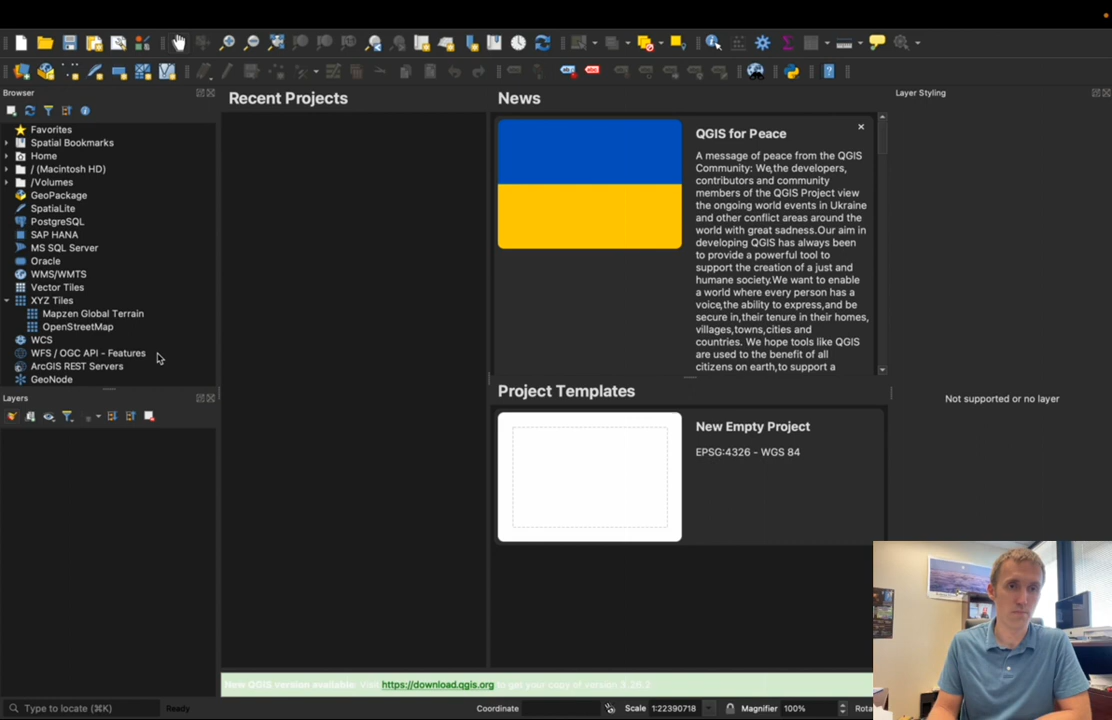 Browser
Favorites
Spatial Bookmarks
Home
/ (Macintosh HD)
/Volumes
GeoPackage
SpatiaLite
PostgreSQL
SAP HANA
MS SQL Server
Oracle
WMS/WMTS
Vector Tiles
XYZ Tiles
Mapzen Global Terrain
OpenStreetMap
WCS
WFS / OGC API - Features
ArcGIS REST Servers
GeoNode
Layers
Recent Projects
News
QGIS for Peace
A message of peace from the QGIS
Community: We,the developers,
contributors and community
members of the QGIS Project view
the ongoing world events in Ukraine
and other conflict areas around the
world with great sadness.Our aim in
developing QGIS has always been
to provide a powerful tool to
support the creation of a just and
humane society.We want to enable
a world where every person has a
voice,the ability to express,and be
secure in,their tenure in their homes,
villages,towns,cities and
countries. We hope tools like QGIS
are used to the benefit of all
citizens on earth,to support a
Project Templates
New Empty Project
EPSG:4326 - WGS 84
Layer Styling
Not supported or no layer
New QGIS version available: Visit https://download.qgis.org to get your copy of version 3.28.2
Type to locate (⌘K)
Ready
Coordinate
Scale 1:22390718
Magnifier 100%
Rota